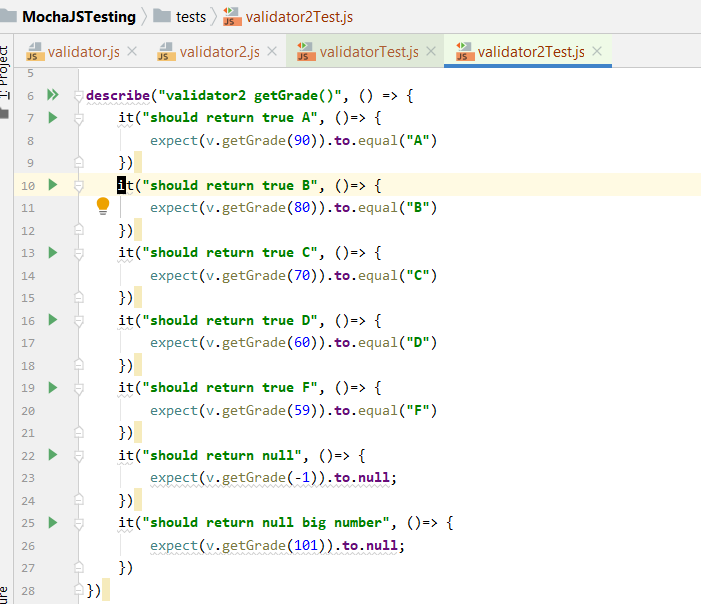 MochaJSTesting tests validator2Test.js
validator.js validator2.js validatorTest.js validator2Test.js
Project
5
6 describe("validator2 getGrade()", () => {
7 it("should return true A", ()=> {
8 expect(v.getGrade(90)).to.equal("A")
9 })
10 it("should return true B", ()=> {
11 expect(v.getGrade(80)).to.equal("B")
12 })
13 it("should return true C", ()=> {
14 expect(v.getGrade(70)).to.equal("C")
15 })
16 it("should return true D", ()=> {
17 expect(v.getGrade(60)).to.equal("D")
18 })
19 it("should return true F", ()=> {
20 expect(v.getGrade(59)).to.equal("F")
21 })
22 it("should return null", ()=> {
23 expect(v.getGrade(-1)).to.null;
24 })
25 it("should return null big number", ()=> {
26 expect(v.getGrade(101)).to.null;
27 })
28 })